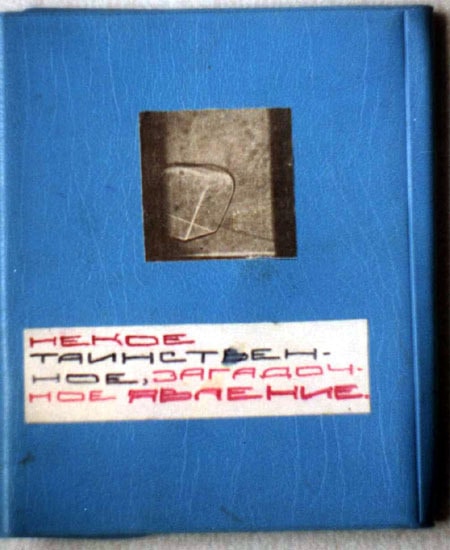 НЕКОЕ
ТАИНСТВЕН-
НОЕ, ЗАГАДОЧ-
НОЕ ЯВЛЕНИЕ.